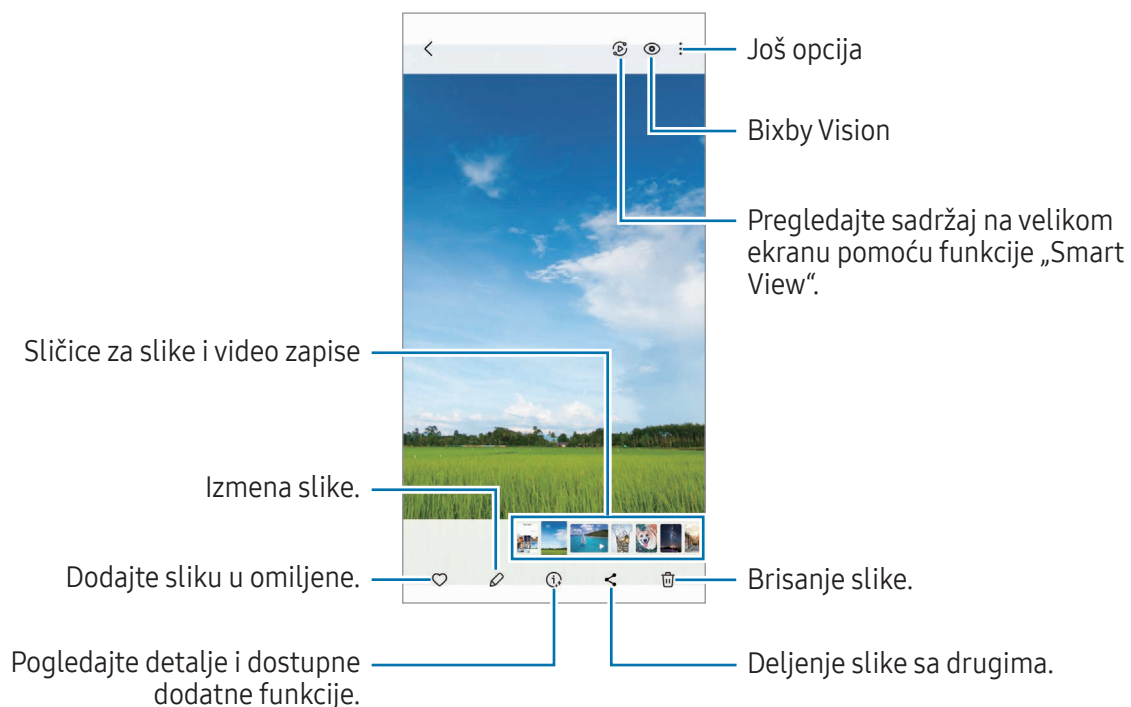 Još opcija
Bixby Vision
Pregledajte sadržaj na velikom
ekranu pomoću funkcije „Smart
View“.
Sličice za slike i video zapise
Izmena slike.
Dodajte sliku u omiljene.
Brisanje slike.
Pogledajte detalje i dostupne
dodatne funkcije.
Deljenje slike sa drugima.